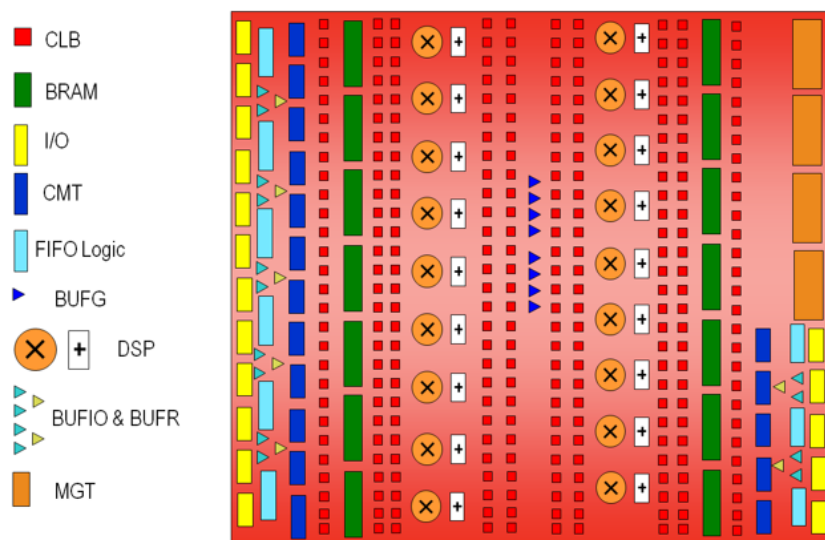 CLB
BRAM
I/O
CMT
FIFO Logic
BUFG
DSP
BUFIO & BUFR
MGT